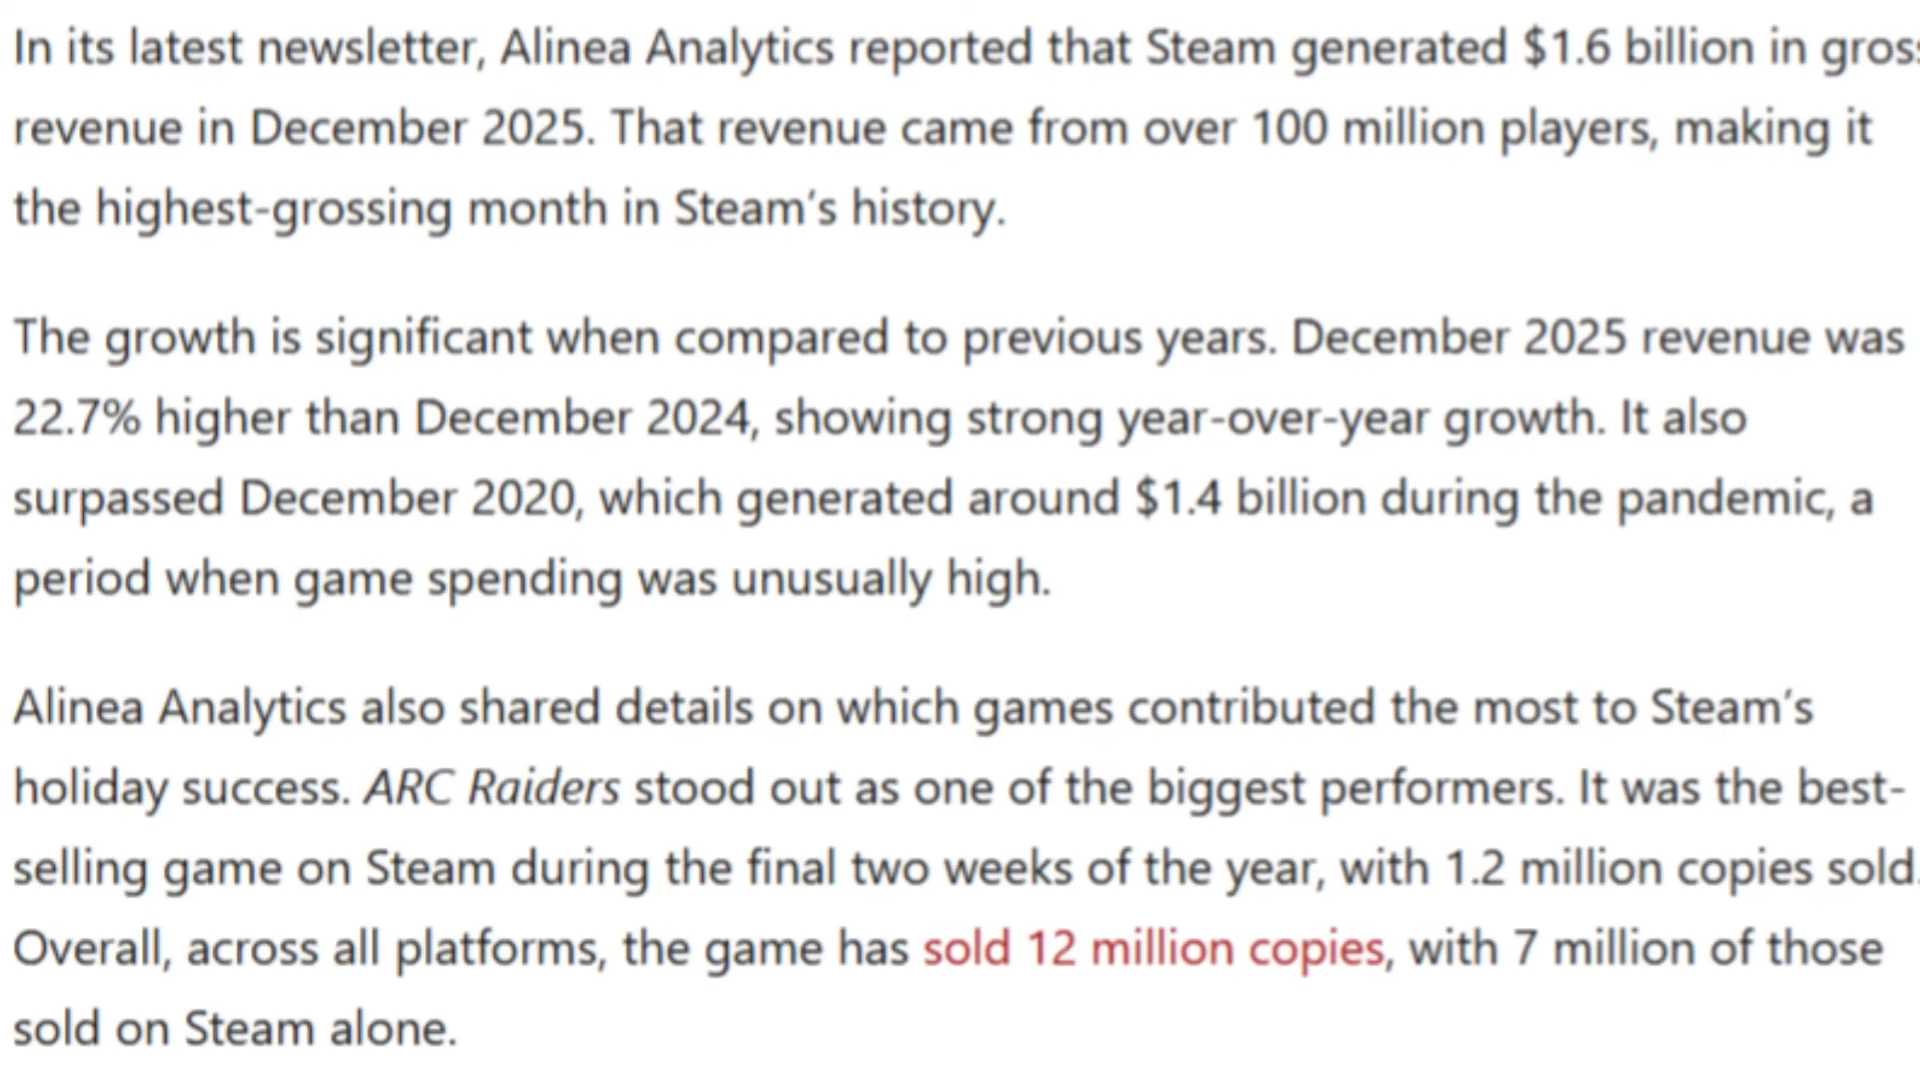 In its latest newsletter, Alinea Analytics reported that Steam generated $1.6 billion in gros
revenue in December 2025. That revenue came from over 100 million players, making it
the highest-grossing month in Steam’s history.
The growth is significant when compared to previous years. December 2025 revenue was
22.7% higher than December 2024, showing strong year-over-year growth. It also
surpassed December 2020, which generated around $1.4 billion during the pandemic, a
period when game spending was unusually high.
Alinea Analytics also shared details on which games contributed the most to Steam’s
holiday success. ARC Raiders stood out as one of the biggest performers. It was the best-
selling game on Steam during the final two weeks of the year, with 1.2 million copies sold.
Overall, across all platforms, the game has sold 12 million copies, with 7 million of those
sold on Steam alone.